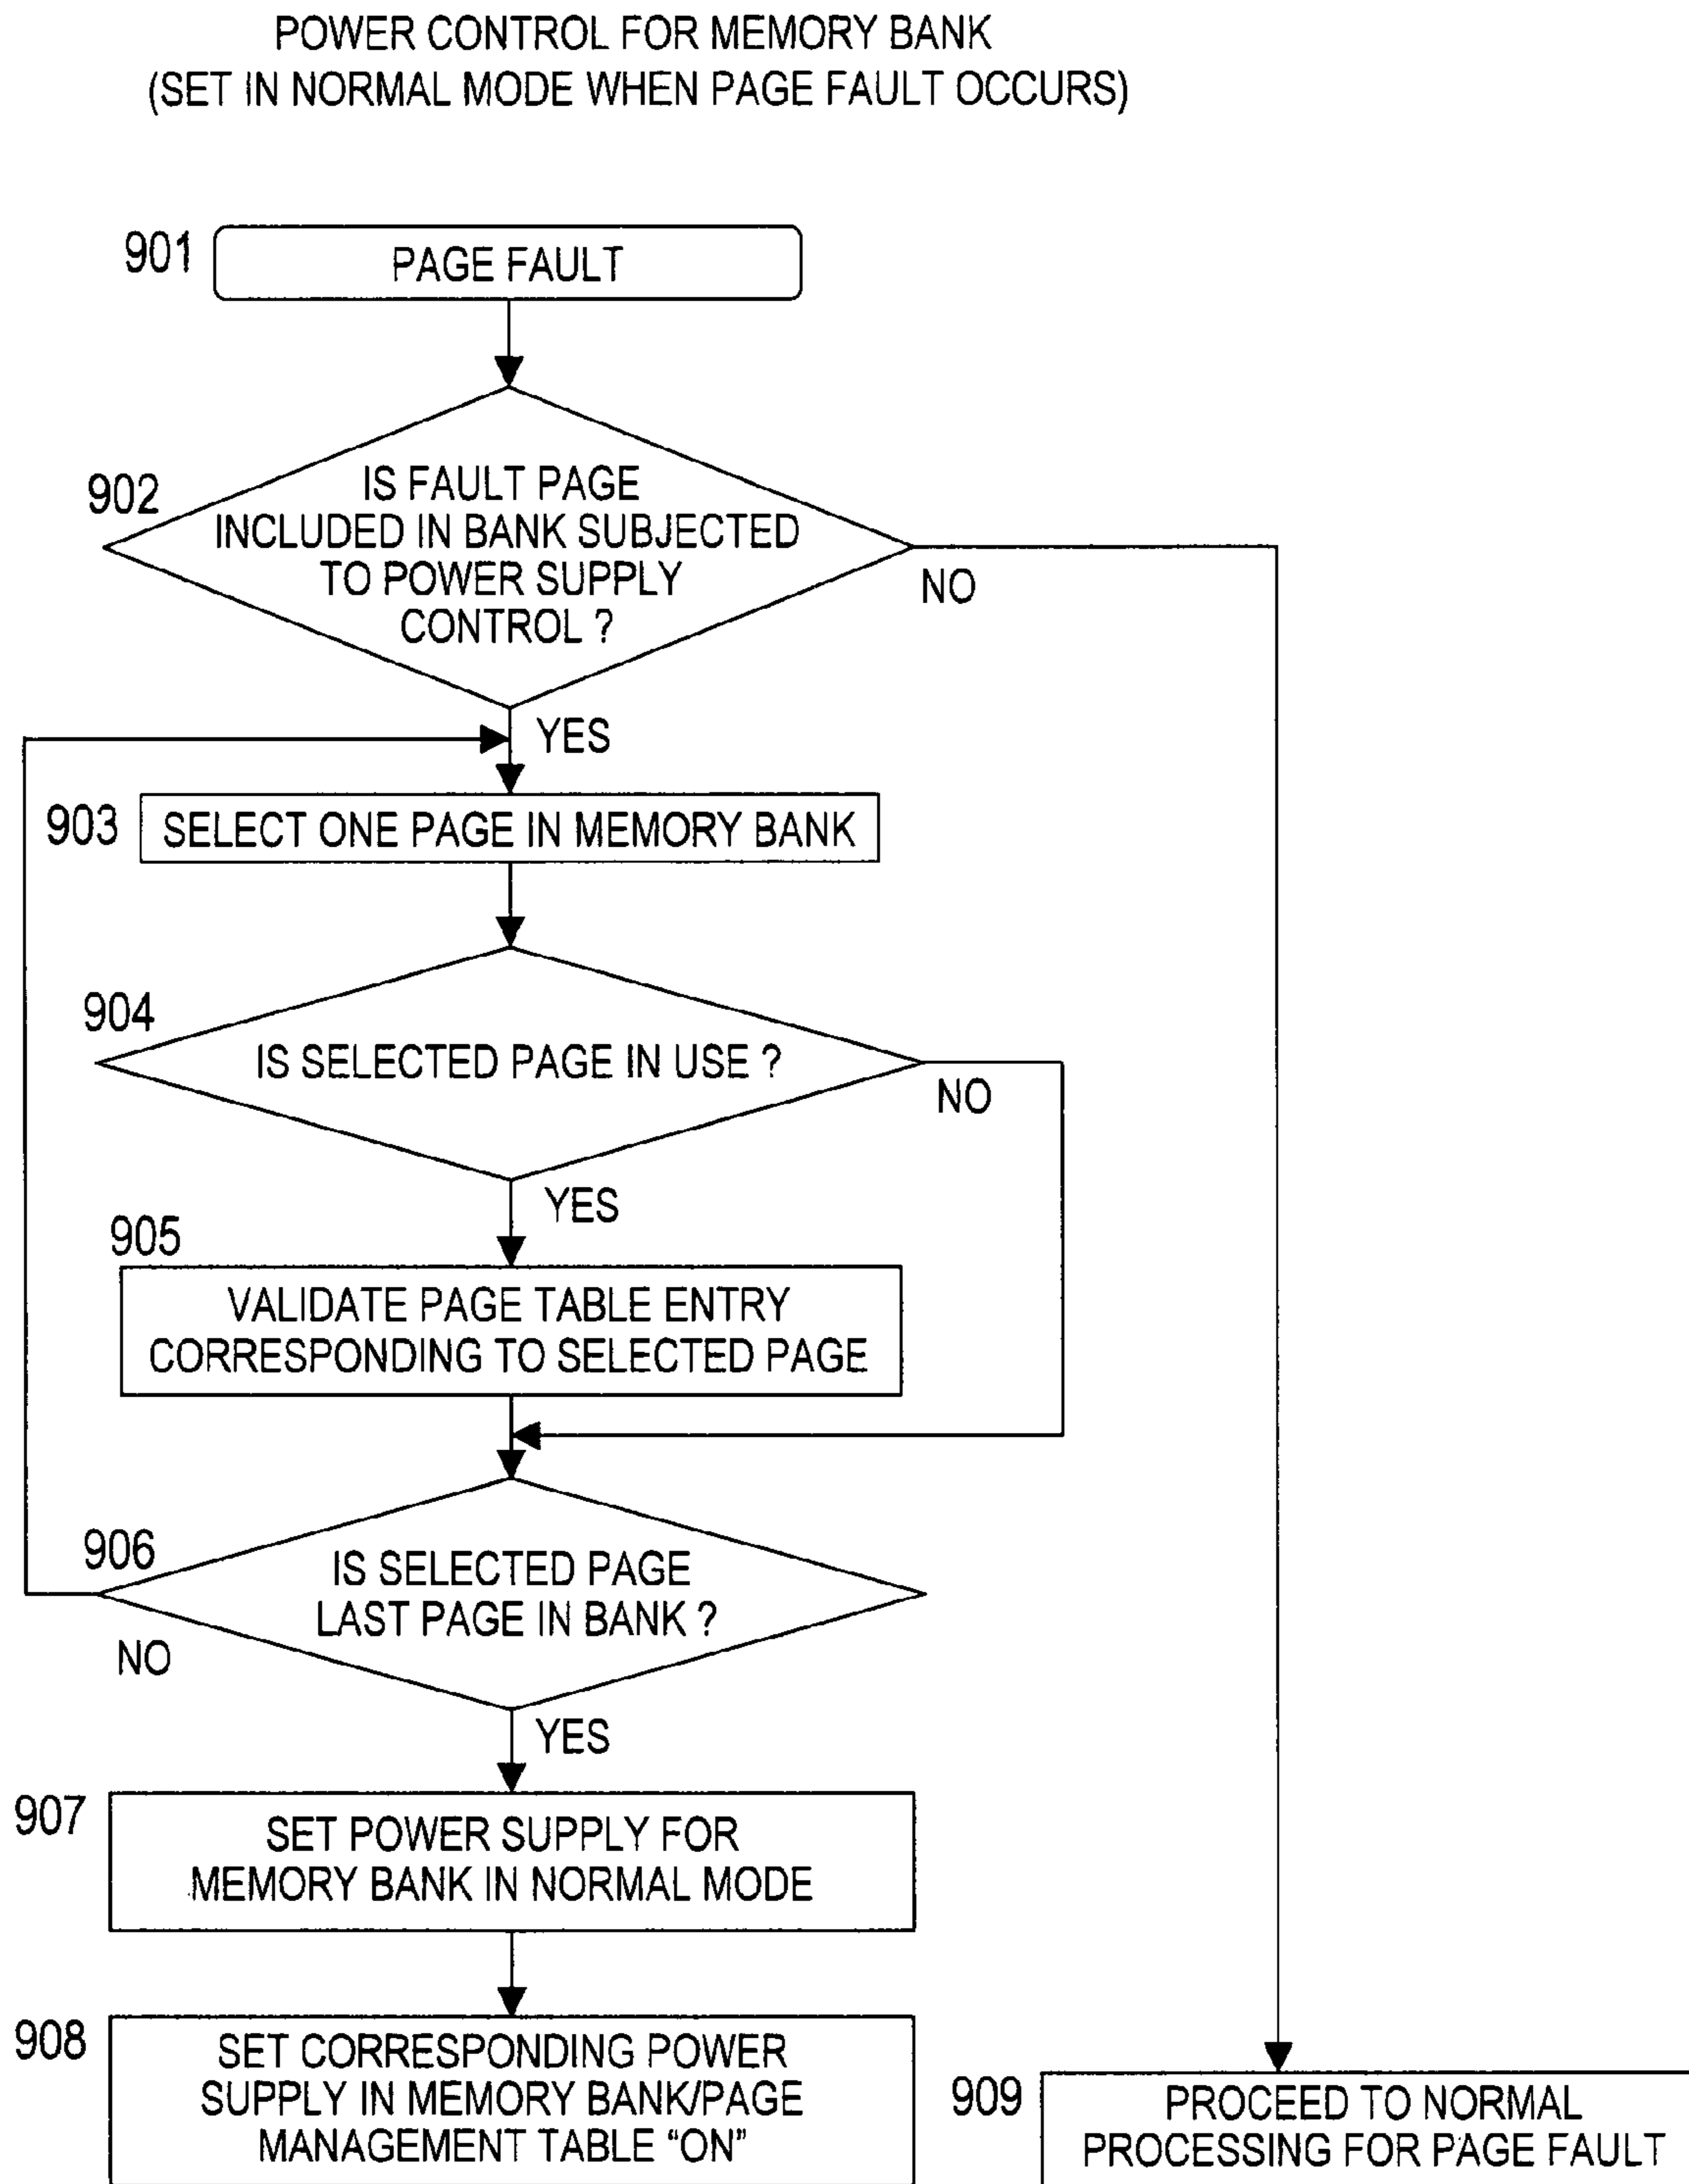 POWER CONTROL FOR MEMORY BANK
(SET IN NORMAL MODE WHEN PAGE FAULT OCCURS)
901
PAGE FAULT
902
IS FAULT PAGE
INCLUDED IN BANK SUBJECTED
TO POWER SUPPLY
CONTROL ?
NO
YES
903
SELECT ONE PAGE IN MEMORY BANK
904
IS SELECTED PAGE IN USE ?
NO
YES
905
VALIDATE PAGE TABLE ENTRY
CORRESPONDING TO SELECTED PAGE
906
IS SELECTED PAGE
LAST PAGE IN BANK ?
NO
YES
907
SET POWER SUPPLY FOR
MEMORY BANK IN NORMAL MODE
908
SET CORRESPONDING POWER
SUPPLY IN MEMORY BANK/PAGE
MANAGEMENT TABLE “ON”
909
PROCEED TO NORMAL
PROCESSING FOR PAGE FAULT